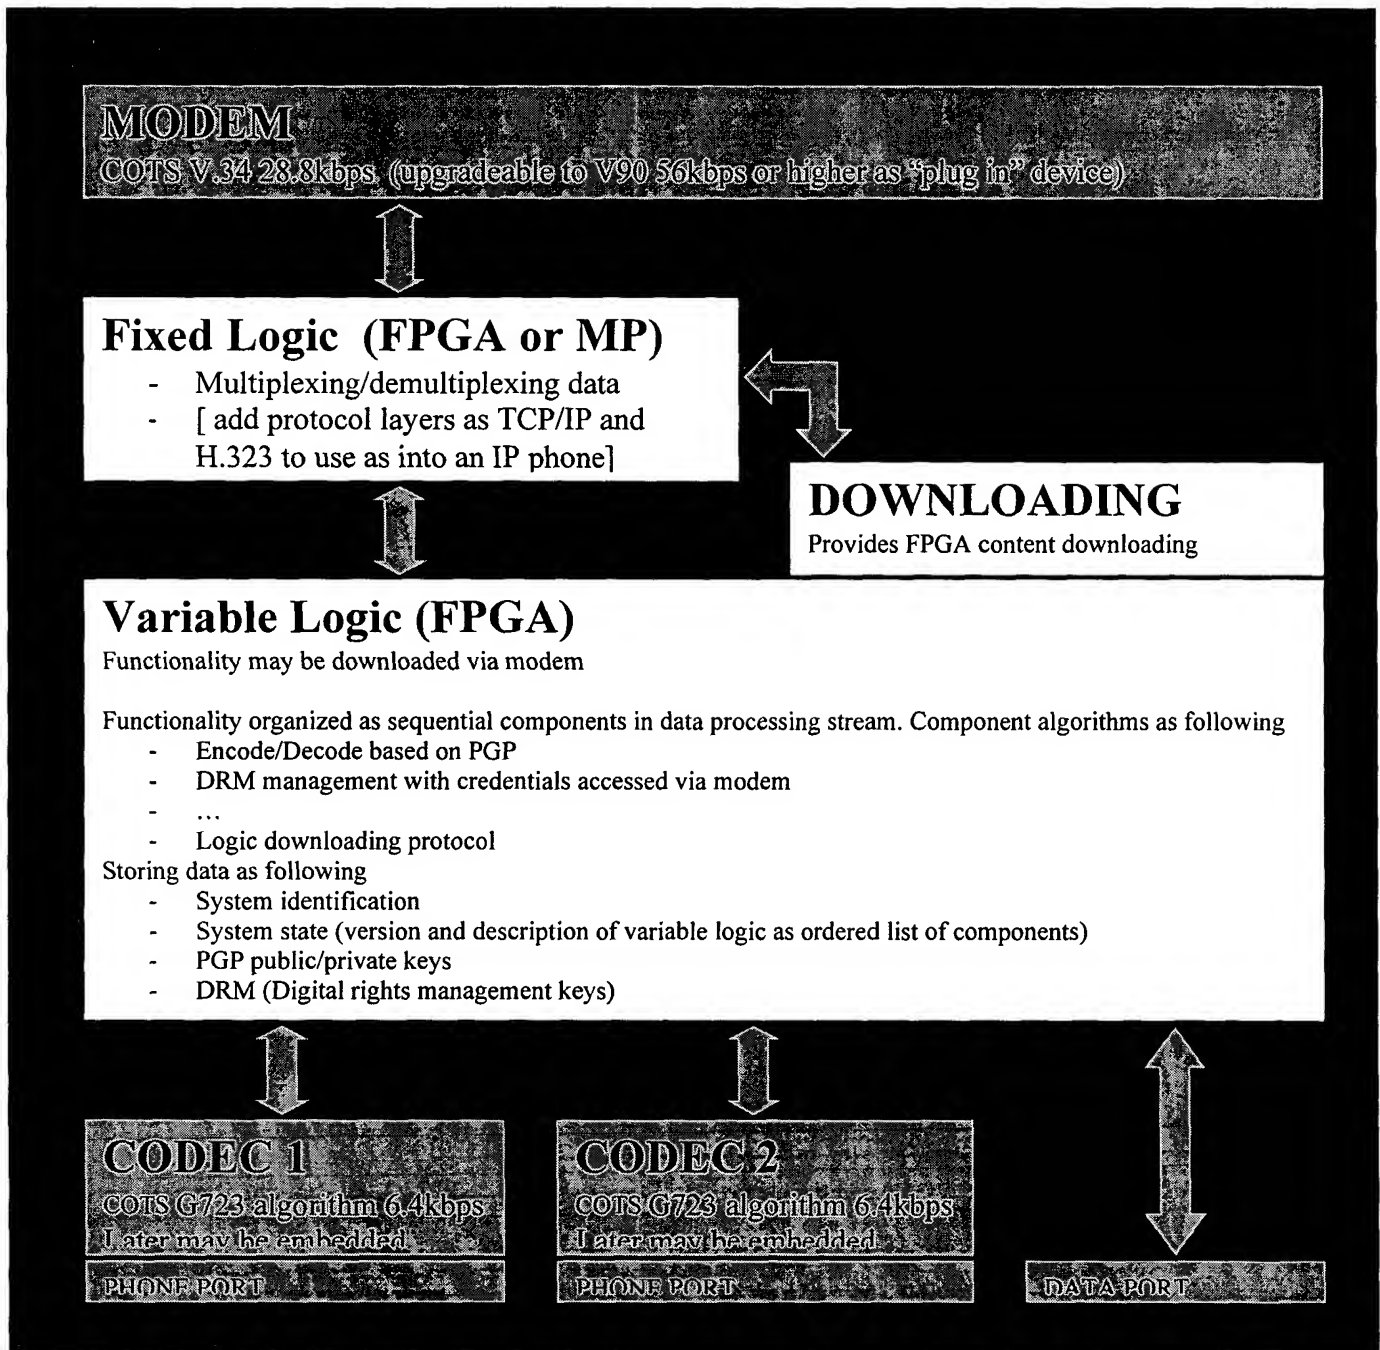 MODEM
COTS V.34 28.8kbps (upgradeable to V90 56kbps or higher as “plug in” device)
Fixed Logic (FPGA or MP)
- Multiplexing/demultiplexing data
- [ add protocol layers as TCP/IP and
H.323 to use as into an IP phone]
DOWNLOADING
Provides FPGA content downloading
Variable Logic (FPGA)
Functionality may be downloaded via modem
Functionality organized as sequential components in data processing stream. Component algorithms as following
- Encode/Decode based on PGP
- DRM management with credentials accessed via modem
- …
- Logic downloading protocol
Storing data as following
- System identification
- System state (version and description of variable logic as ordered list of components)
- PGP public/private keys
- DRM (Digital rights management keys)
CODEC 1
COTS G723 algorithm 6.4kbps
Later may be embedded
PHONE PORT
CODEC 2
COTS G723 algorithm 6.4kbps
Later may be embedded
PHONE PORT
DATA PORT